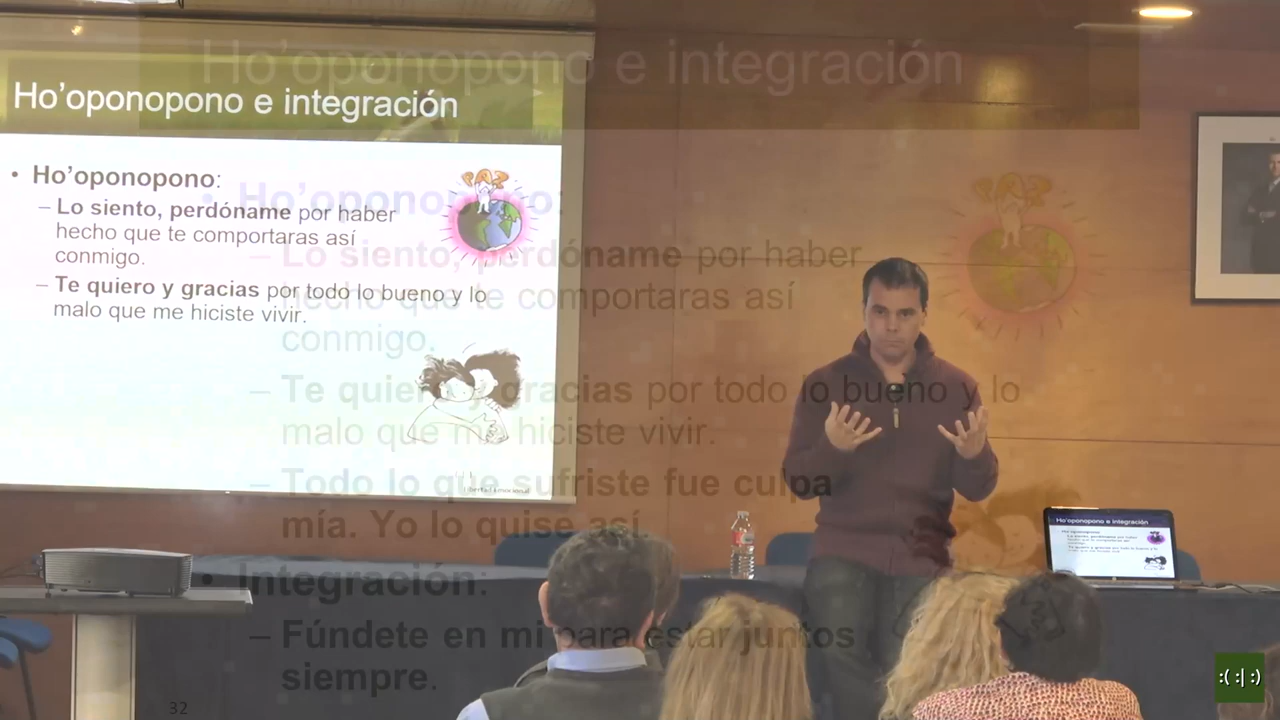 Ho'oponopono e integración
• Ho'oponopono:
– Lo siento, perdóname por haber
hecho que te comportaras así
conmigo.
– Te quiero y gracias por todo lo bueno y lo
malo que me hiciste vivir.
Ho'oponopono e integración
• Ho'oponopono:
– Lo siento, perdóname por haber
hecho que te comportaras así
conmigo.
– Te quiero y gracias por todo lo bueno y lo
malo que me hiciste vivir.
– Todo lo que sufriste fue culpa
mía. Yo lo quise así.
• Integración:
– Fúndete en mí para estar juntos
siempre.
32
Ho'oponopono e integración
:( :| :)